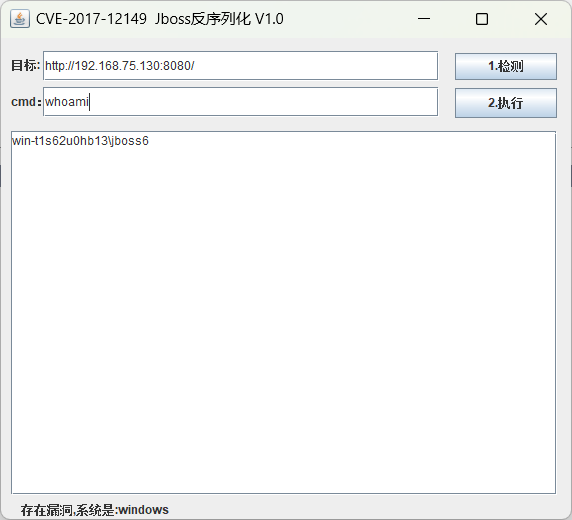 CVE-2017-12149 Jboss反序列化 V1.0
目标: http://192.168.75.130:8080/ 1.检测
cmd: whoami 2.执行
win-t1s62u0hb13\jboss6
存在漏洞,系统是:windows